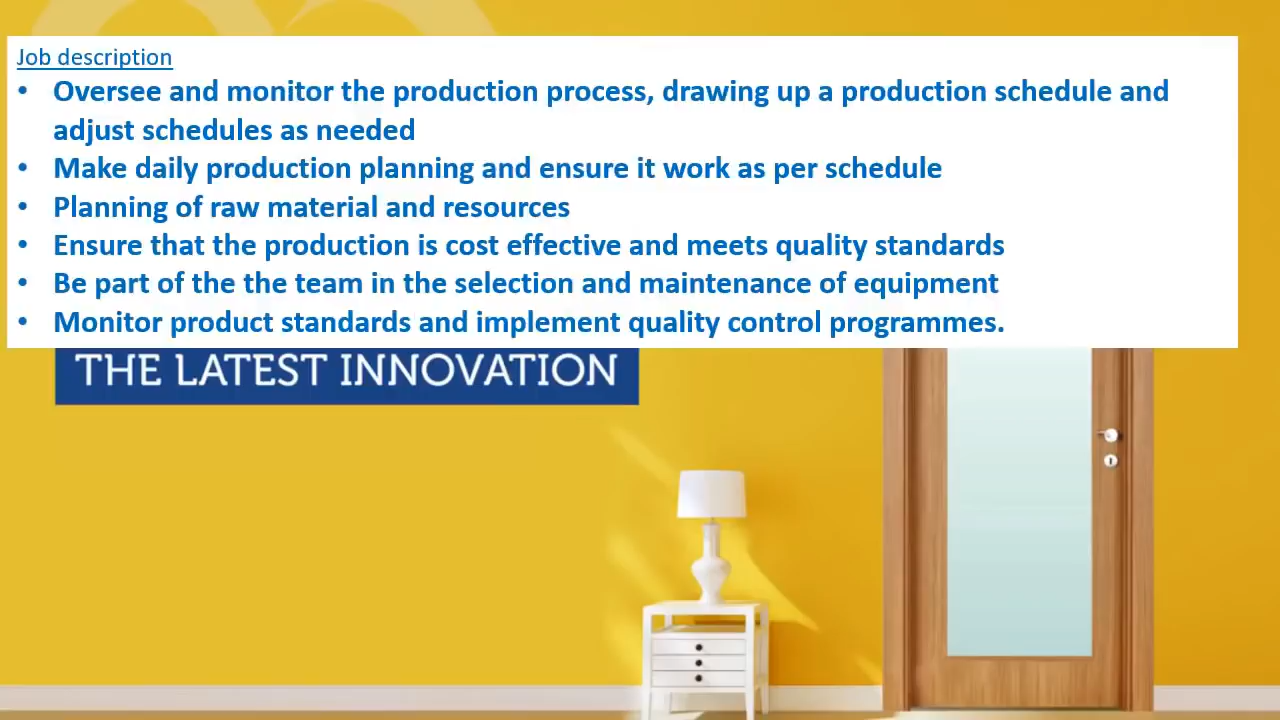 Job description
• Oversee and monitor the production process, drawing up a production schedule and
adjust schedules as needed
• Make daily production planning and ensure it work as per schedule
• Planning of raw material and resources
• Ensure that the production is cost effective and meets quality standards
• Be part of the the team in the selection and maintenance of equipment
• Monitor product standards and implement quality control programmes.
THE LATEST INNOVATION